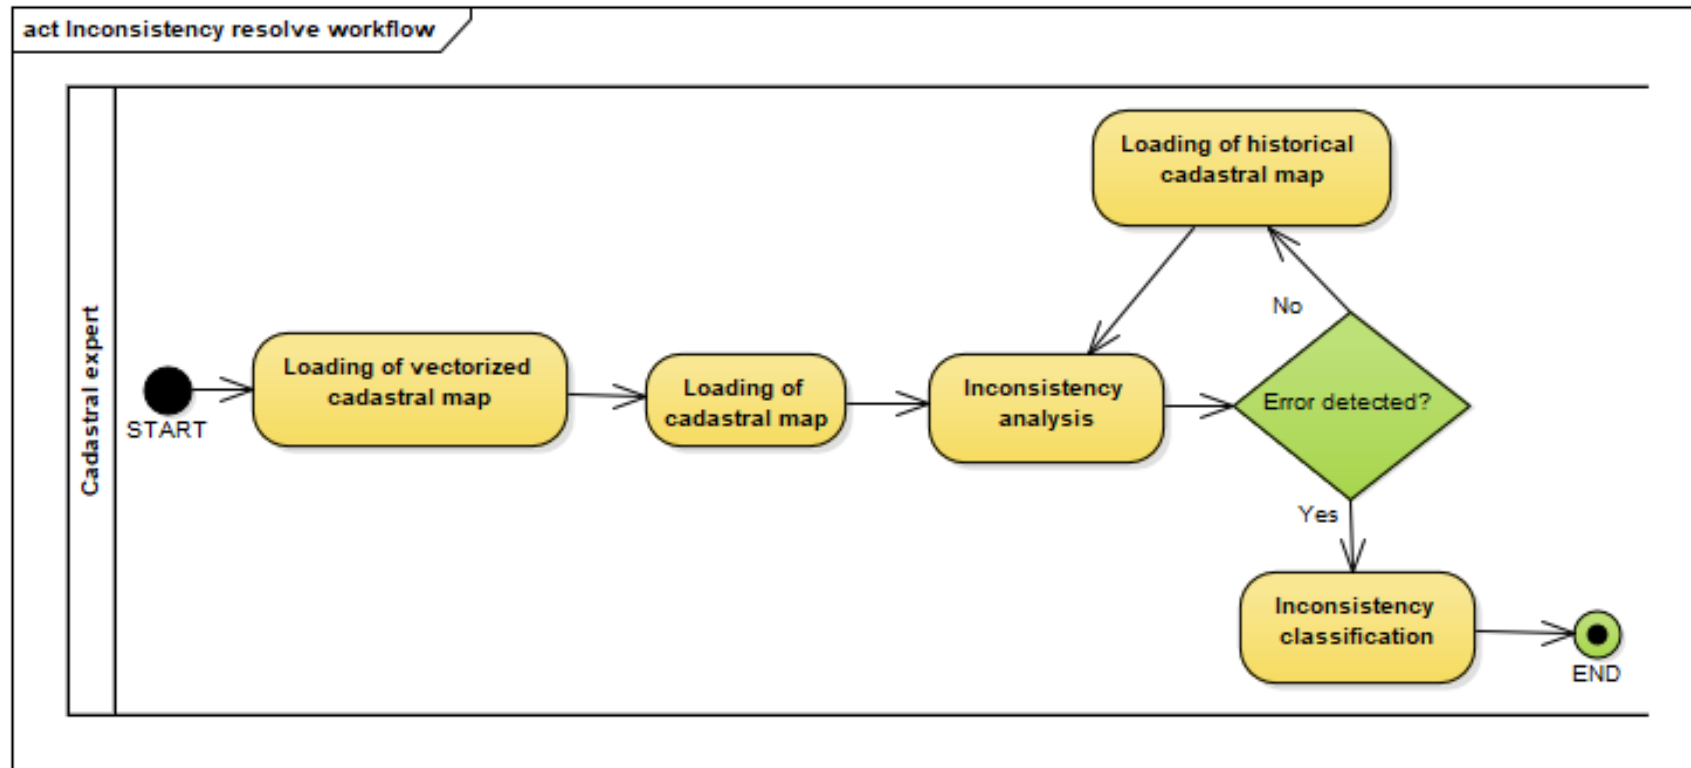 act Inconsistency resolve workflow
Cadastral expert
START
Loading of vectorized
cadastral map
Loading of
cadastral map
Inconsistency
analysis
Error detected?
No
Loading of historical
cadastral map
Yes
Inconsistency
classification
END